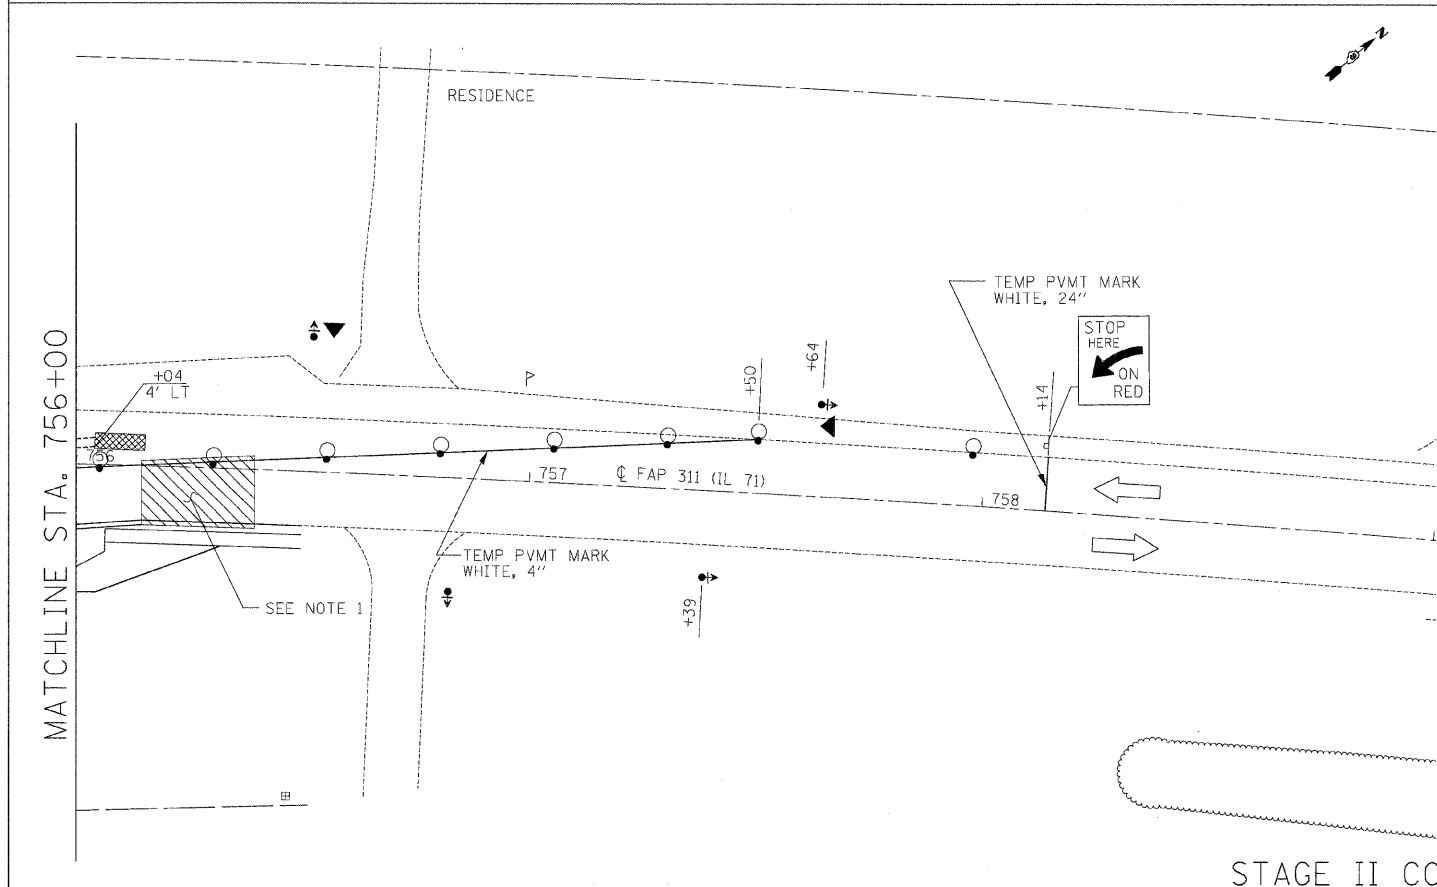 N
RESIDENCE
TEMP PVMT MARK
WHITE, 24"
STOP
HERE
ON
RED
+64
+50
+14
+04
4' LT
MATCHLINE STA. 756+00
757
℄ FAP 311 (IL 71)
758
TEMP PVMT MARK
WHITE, 4"
SEE NOTE 1
+39
STAGE II CO